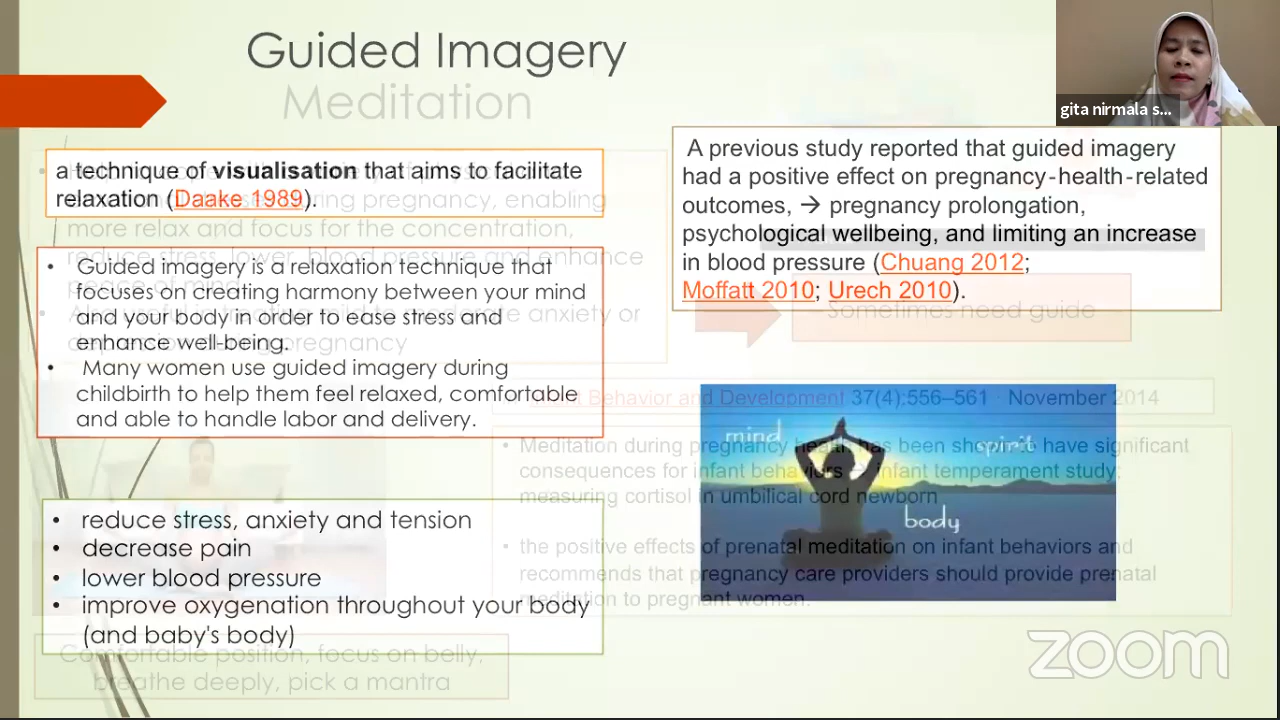 Guided Imagery
Meditation
gita nirmala s...
a technique of visualisation that aims to facilitate
relaxation (Daake 1989).
during pregnancy, enabling
more relax and focus for the concentration,
reduce stress, lower blood pressure and enhance
peace of mind
anxiety or
pregnancy
• Guided imagery is a relaxation technique that
focuses on creating harmony between your mind
and your body in order to ease stress and
enhance well-being.
• Many women use guided imagery during
childbirth to help them feel relaxed, comfortable
and able to handle labor and delivery.
• reduce stress, anxiety and tension
• decrease pain
• lower blood pressure
• improve oxygenation throughout your body
(and baby's body)
Comfortable position, focus on belly,
breathe deeply, pick a mantra
A previous study reported that guided imagery
had a positive effect on pregnancy-health-related
outcomes, → pregnancy prolongation,
psychological wellbeing, and limiting an increase
in blood pressure (Chuang 2012;
Moffatt 2010; Urech 2010).
Sometimes need guide
Infant Behavior and Development 37(4):556–561 · November 2014
• Meditation during pregnancy health has been shown to have significant
consequences for infant behaviors infant temperament study;
measuring cortisol in umbilical cord newborn
• the positive effects of prenatal meditation on infant behaviors and
recommends that pregnancy care providers should provide prenatal
meditation to pregnant women.
mind
spirit
body
zoom